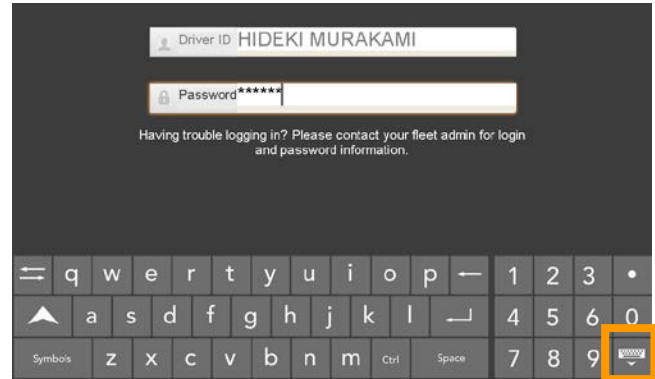 Driver ID HIDEKI MURAKAMI
Password ******
Having trouble logging in? Please contact your fleet admin for login
and password information.
q w e r t y u i o p 1 2 3
a s d f g h j k l 4 5 6 0
Symbols z x c v b n m Ctrl Space 7 8 9